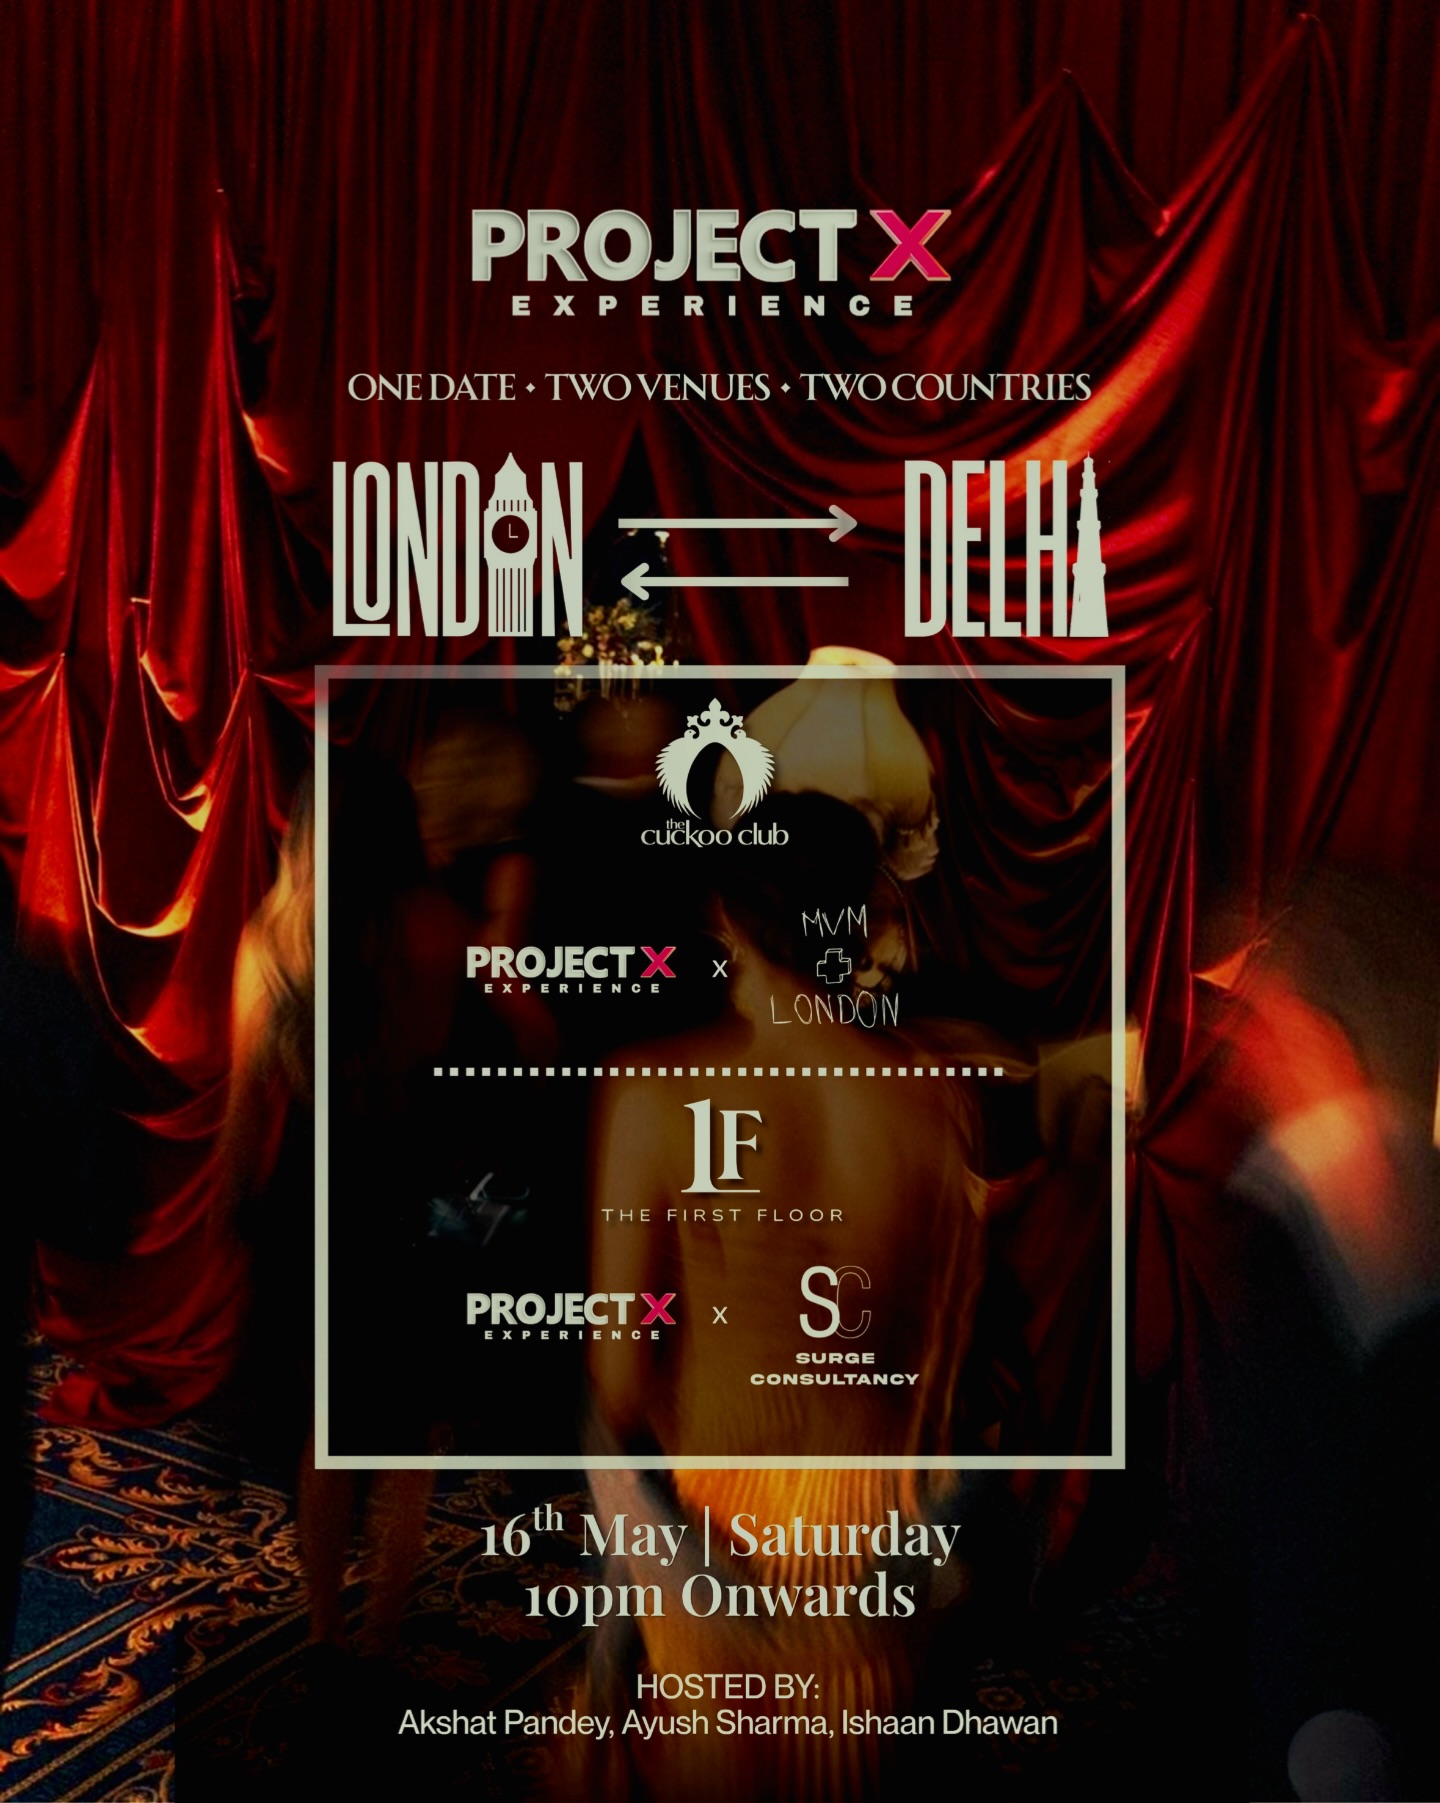 PROJECT X
EXPERIENCE
ONE DATE • TWO VENUES • TWO COUNTRIES
LONDON
DELHI
the
cuckoo club
PROJECT X
EXPERIENCE
x
MVM
LONDON
1F
THE FIRST FLOOR
PROJECT X
EXPERIENCE
x
SC
SURGE
CONSULTANCY
16th May | Saturday
10pm Onwards
HOSTED BY:
Akshat Pandey, Ayush Sharma, Ishaan Dhawan